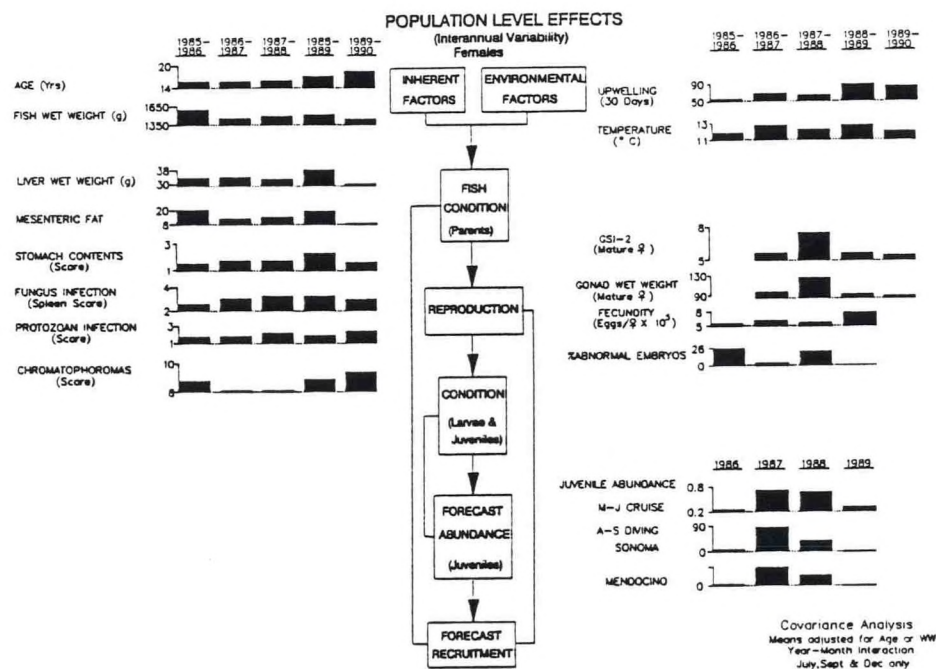 POPULATION LEVEL EFFECTS
(Interannual Variability)
Females
1985-1986 1986-1987 1987-1988 1985-1989 1989-1990
AGE (Yrs) 20 14
FISH WET WEIGHT (g) 1650 1350
LIVER WET WEIGHT (g) 38 30
MESENTERIC FAT 20 8
STOMACH CONTENTS (Score) 3 1
FUNGUS INFECTION (Spleen Score) 4 2
PROTOZOAN INFECTION (Score) 3 1
CHROMATOPHOROMAS (Score) 10 6
INHERENT FACTORS
ENVIRONMENTAL FACTORS
FISH CONDITION (Parents)
REPRODUCTION
CONDITION (Larvae & Juveniles)
FORECAST ABUNDANCE (Juveniles)
FORECAST RECRUITMENT
1985-1986 1986-1987 1987-1988 1988-1989 1989-1990
UPWELLING (30 Days) 90 50
TEMPERATURE (° C) 13 11
GSI-2 (Mature ♀) 8 5
GONAD WET WEIGHT (Mature ♀) 130 90
FECUNDITY (Eggs/♀ X 10⁵) 8 5
%ABNORMAL EMBRYOS 26 0
1986 1987 1988 1989
JUVENILE ABUNDANCE
M-J CRUISE 0.8 0.2
A-S DIVING
SONOMA 90 0
MENDOCINO 0
Covariance Analysis
Means adjusted for Age or WW
Year-Month Interaction
July,Sept & Dec only